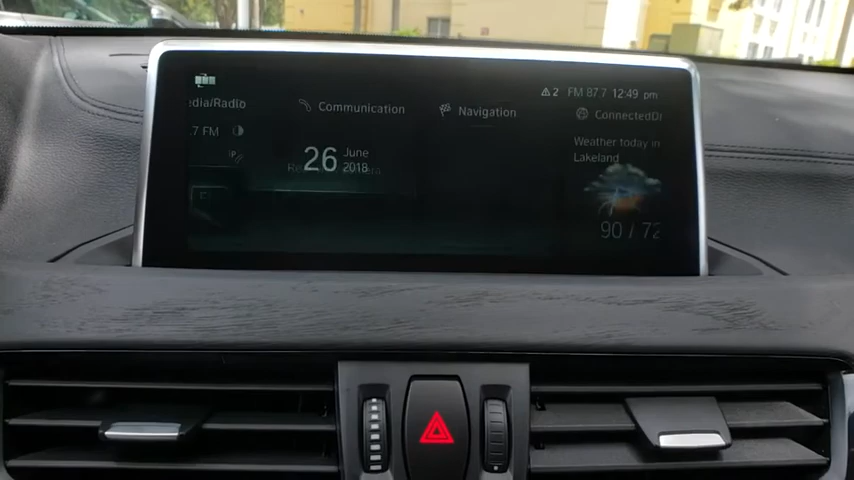 ⚠2 FM 87.7 12:49 pm
edia/Radio
Communication
Navigation
ConnectedDr
.7 FM
26 June
2018
Weather today in
Lakeland
90 / 72